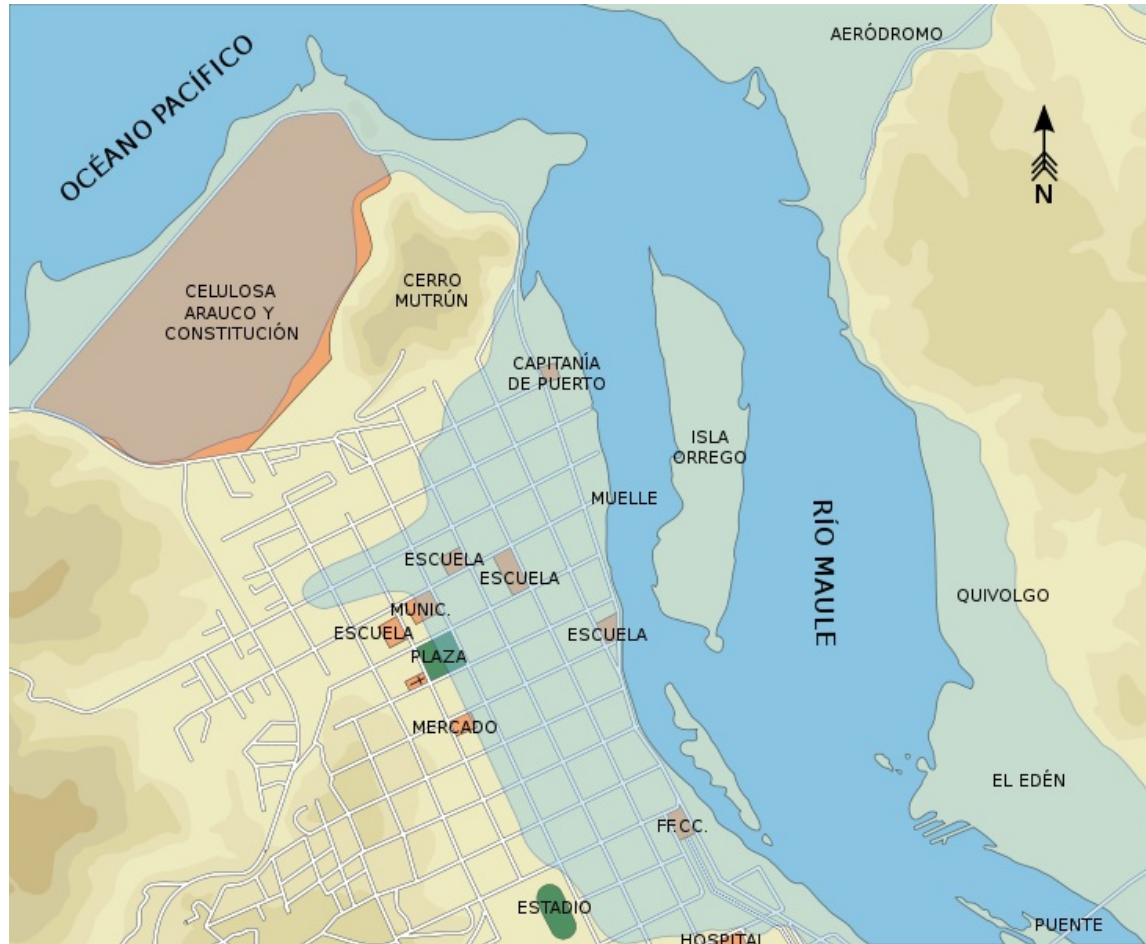 AERÓDROMO
OCÉANO PACÍFICO
N
CERRO
MUTRÚN
CELULOSA
ARAUCO Y
CONSTITUCIÓN
CAPITANÍA
DE PUERTO
ISLA
ORREGO
MUELLE
RÍO MAULE
ESCUELA
ESCUELA
QUIVOLGO
MUNIC.
ESCUELA
ESCUELA
PLAZA
MERCADO
EL EDÉN
FF.CC.
ESTADIO
PUENTE
HOSPITAL